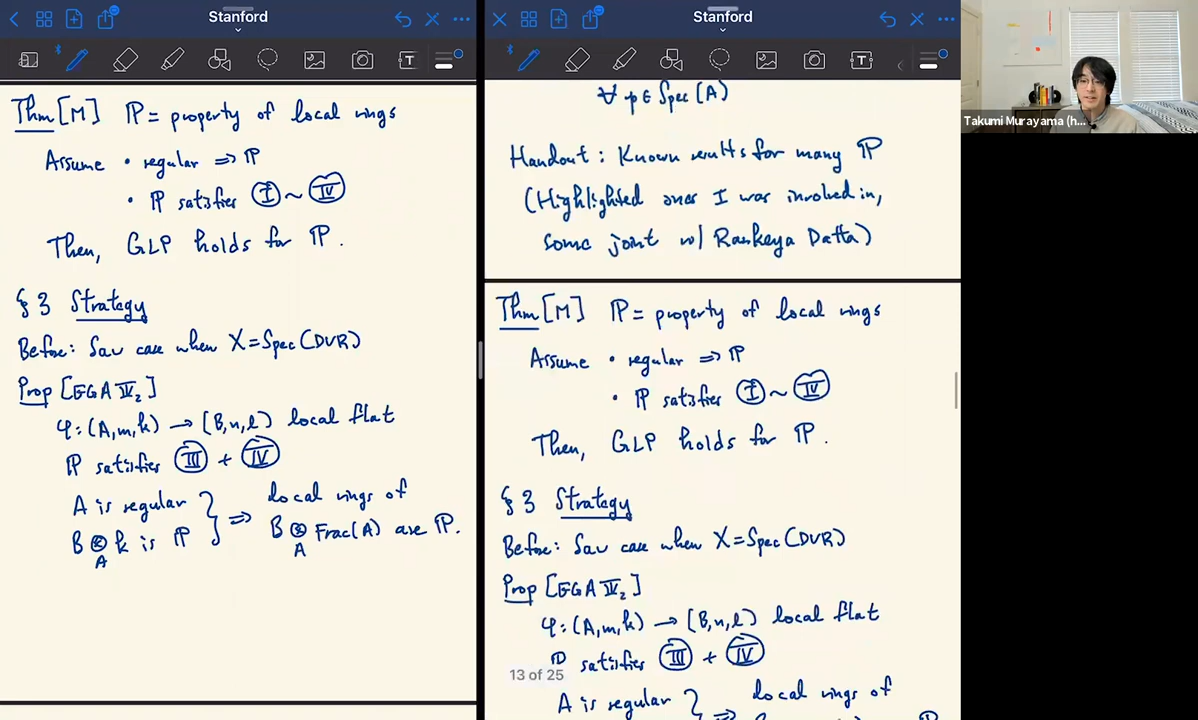 Stanford
Thm [M] ℙ = property of local rings
Assume • regular ⇒ ℙ
• ℙ satisfies Ⓘ ~ Ⓘⓥ
Then, GLP holds for ℙ.
§ 3 Strategy
Before: Saw case when X = Spec(DVR)
Prop [EGA IV₂]
φ: (A, m, k) → (B, n, l) local flat
ℙ satisfies III + IV
A is regular } ⇒ local rings of
B ⊗_A k is ℙ B ⊗_A Frac(A) are ℙ.
Stanford
∀ p ∈ Spec(A)
Handout: Known results for many ℙ
(Highlighted ones I was involved in,
some joint w/ Rankeya Datta)
Thm [M] ℙ = property of local rings
Assume • regular ⇒ ℙ
• ℙ satisfies I ~ IV
Then, GLP holds for ℙ.
§ 3 Strategy
Before: Saw case when X = Spec(DVR)
Prop [EGA IV₂]
φ: (A, m, k) → (B, n, l) local flat
ℙ satisfies III + IV
13 of 25
A is regular } local rings of
Takumi Murayama (h...